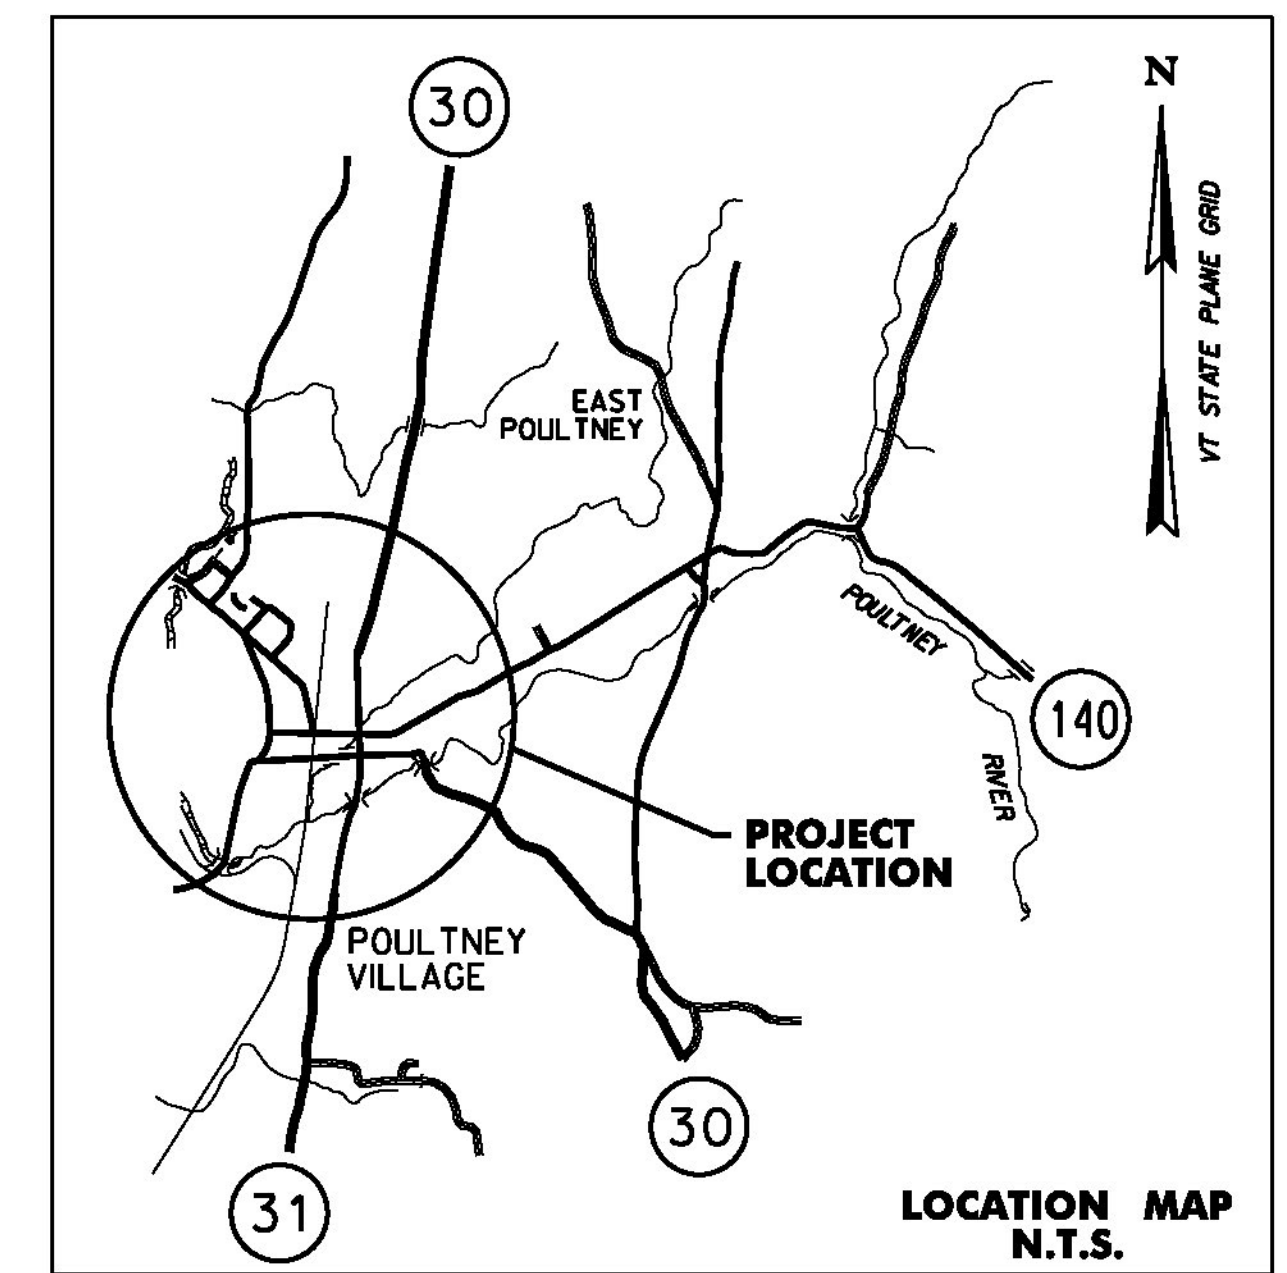 N
30
VT STATE PLANE GRID
EAST
POULTNEY
POULTNEY
140
RIVER
PROJECT
LOCATION
POULTNEY
VILLAGE
30
31
LOCATION MAP
N.T.S.